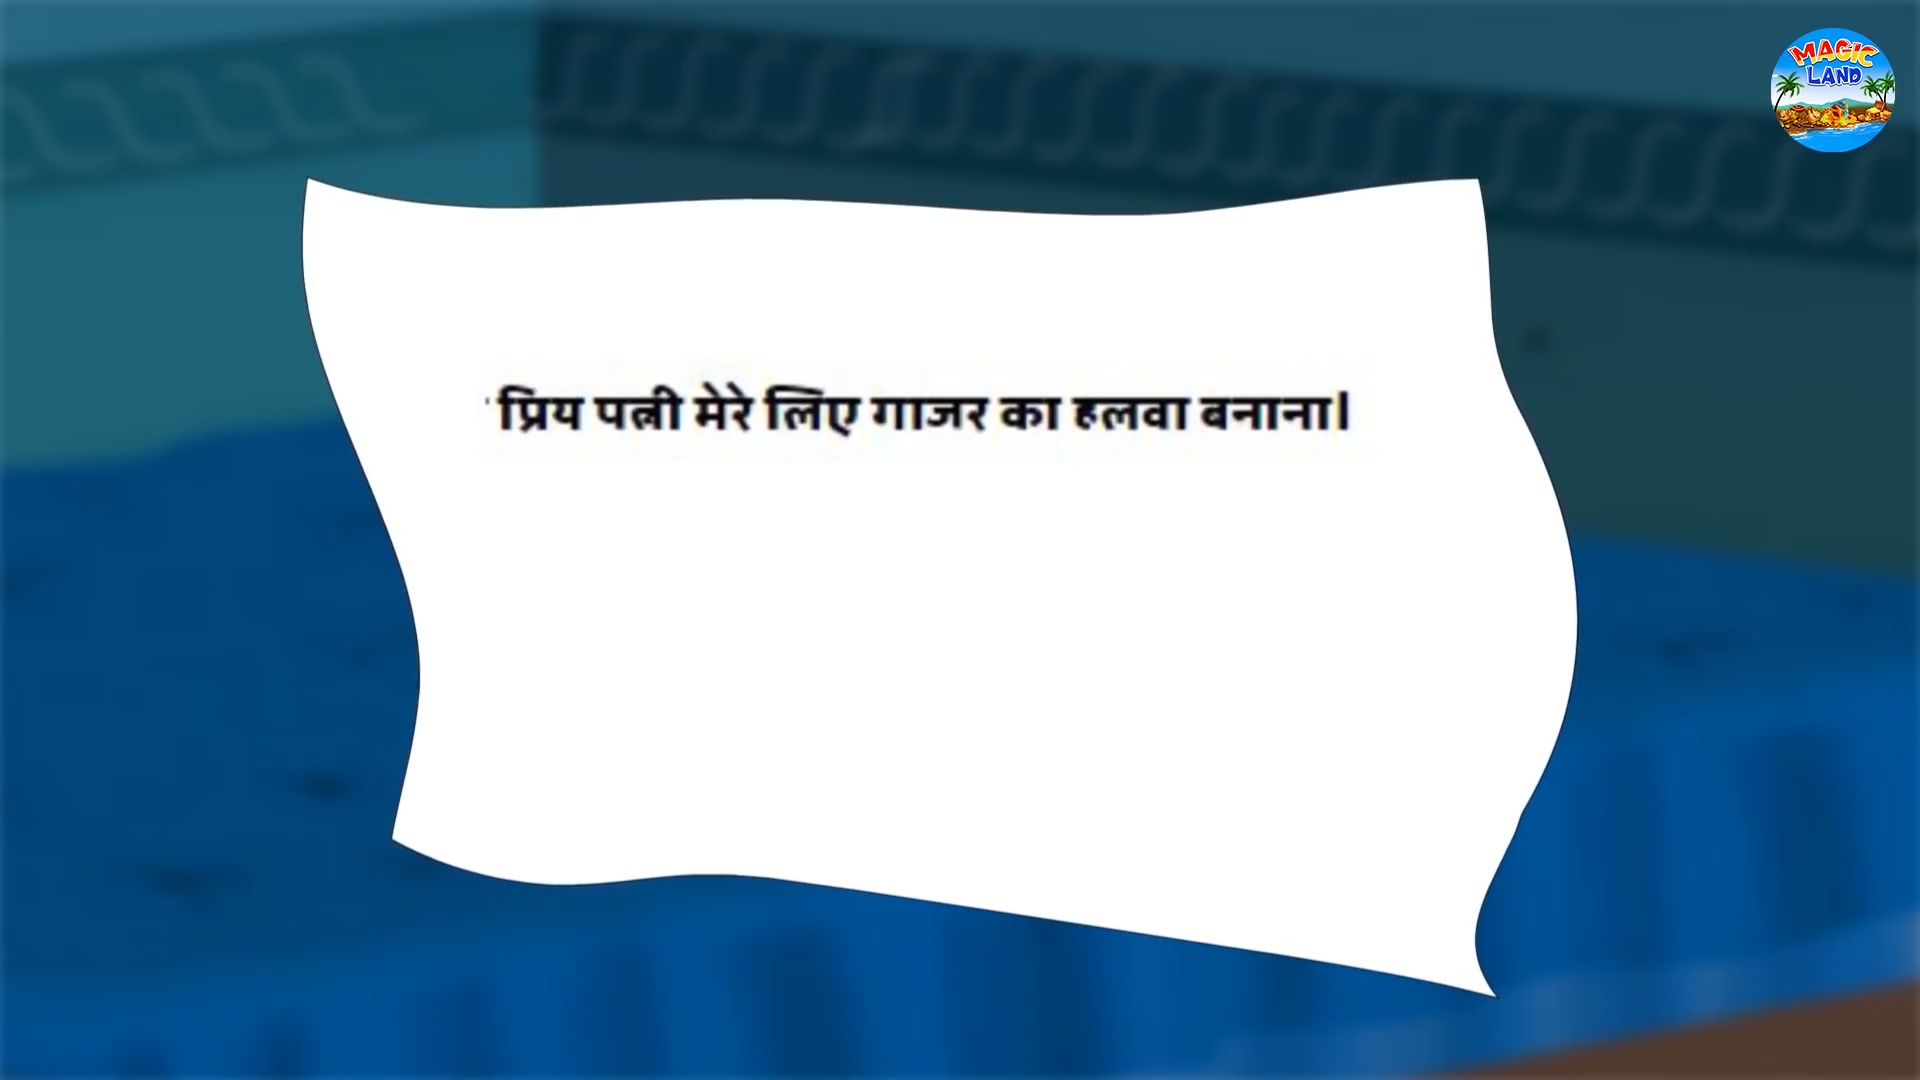 MAGIC
LAND
प्रिय पत्नी मेरे लिए गाजर का हलवा बनाना।